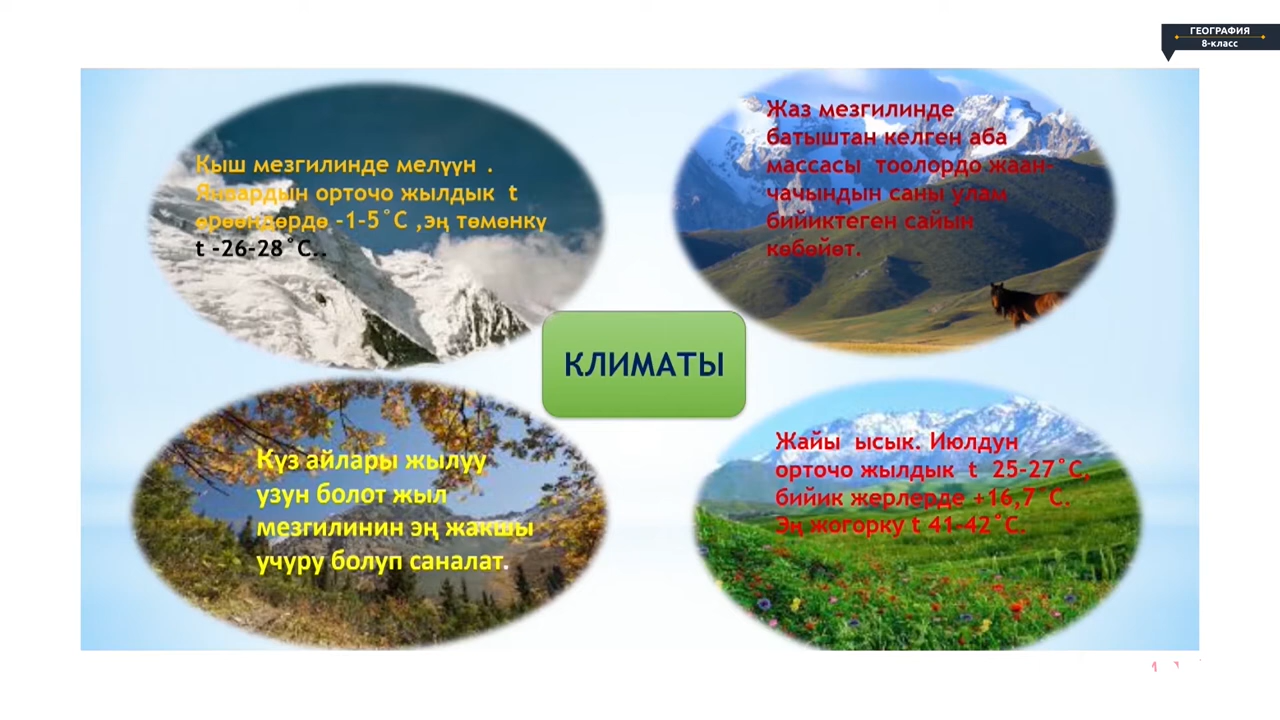 ГЕОГРАФИЯ
8-класс
Кыш мезгилинде мелүүн .
Январдын орточо жылдык t
өрөөндөрдө -1-5˚С ,эң төмөнкү
t -26-28˚С..
Жаз мезгилинде
батыштан келген аба
массасы тоолордо жаан-
чачындын саны улам
бийиктеген сайын
көбөйөт.
КЛИМАТЫ
Күз айлары жылуу
узун болот жыл
мезгилинин эң жакшы
учуру болуп саналат.
Жайы ысык. Июлдун
орточо жылдык t 25-27˚С,
бийик жерлерде +16,7˚С.
Эң жогорку t 41-42˚С.